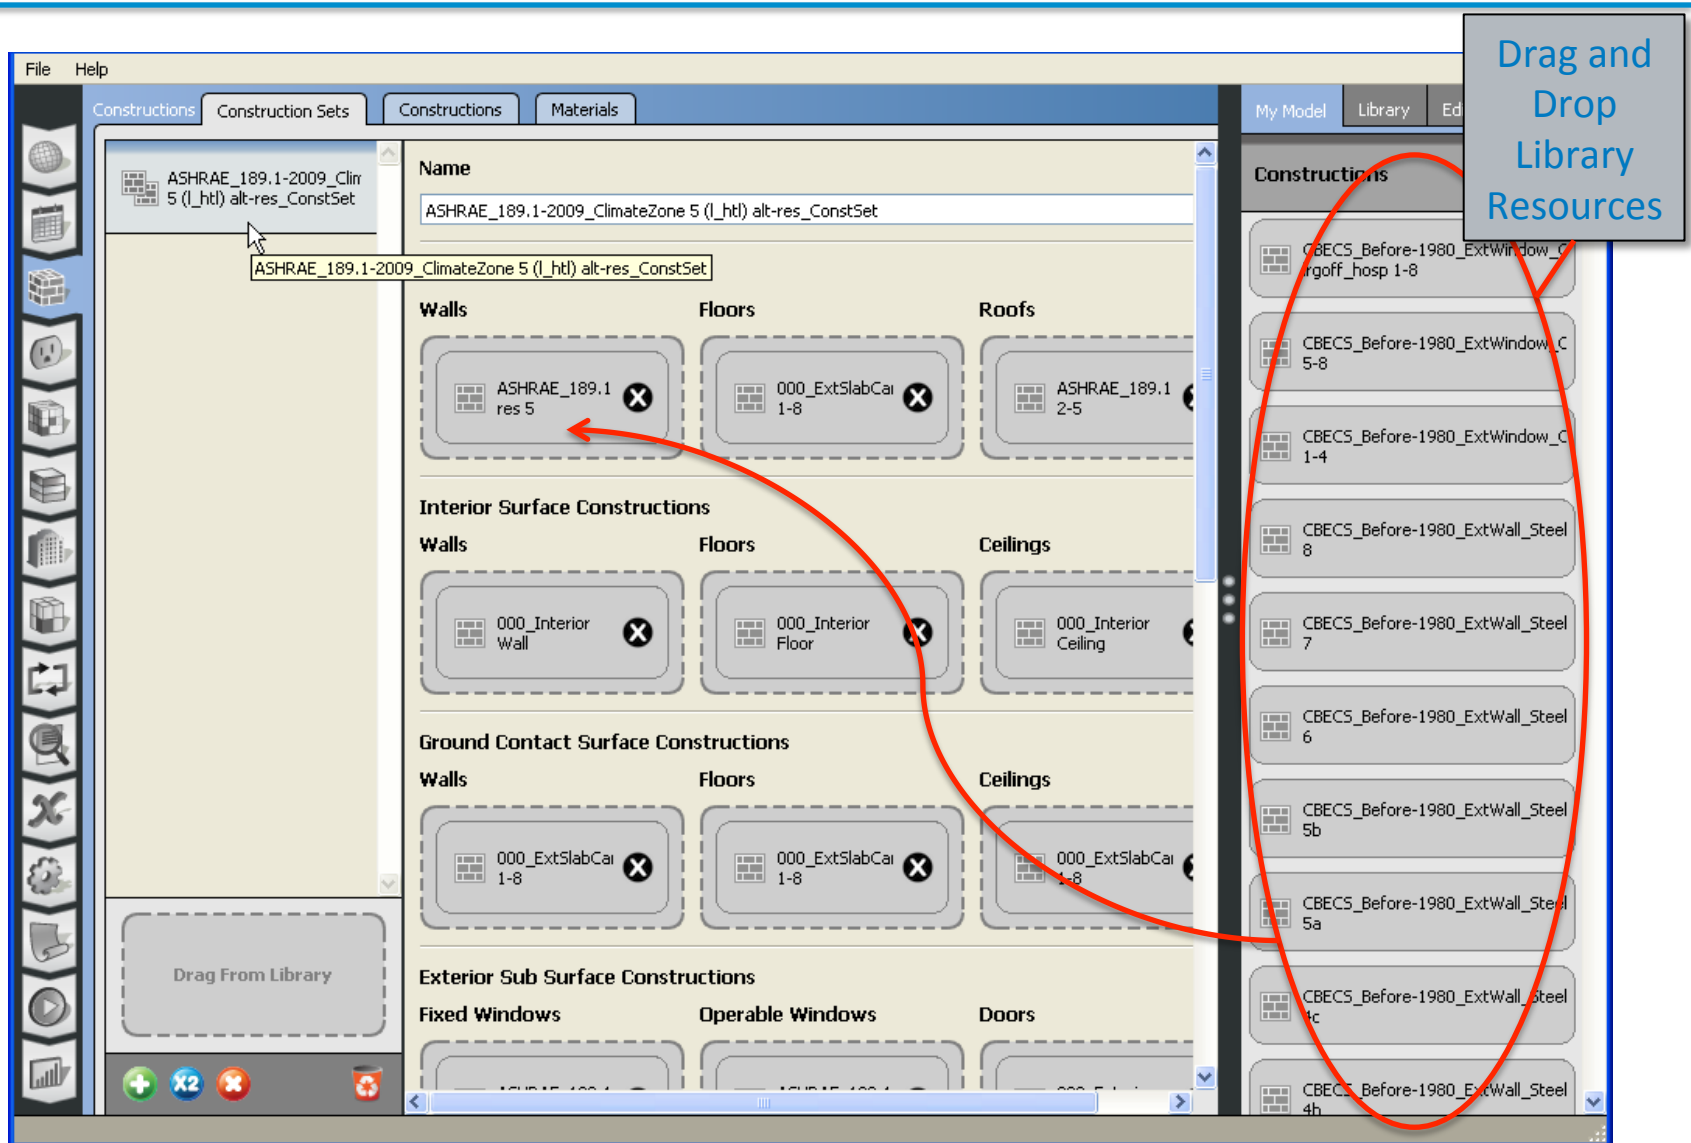 Drag and
Drop
Library
Resources
File Help
Constructions Construction Sets Constructions Materials
My Model Library
ASHRAE_189.1-2009_Clim
5 (l_htl) alt-res_ConstSet
Name
ASHRAE_189.1-2009_ClimateZone 5 (l_htl) alt-res_ConstSet
ASHRAE_189.1-2009_ClimateZone 5 (l_htl) alt-res_ConstSet
Walls Floors Roofs
ASHRAE_189.1
res 5
000_ExtSlabCar
1-8
ASHRAE_189.1
2-5
Interior Surface Constructions
Walls Floors Ceilings
000_Interior
Wall
000_Interior
Floor
000_Interior
Ceiling
Ground Contact Surface Constructions
Walls Floors Ceilings
000_ExtSlabCar
1-8
000_ExtSlabCar
1-8
000_ExtSlabCar
1-8
Exterior Sub Surface Constructions
Fixed Windows Operable Windows Doors
Drag From Library
X2
Constructions
CBECS_Before-1980_ExtWindow_C
rgoff_hosp 1-8
CBECS_Before-1980_ExtWindow_C
5-8
CBECS_Before-1980_ExtWindow_C
1-4
CBECS_Before-1980_ExtWall_Steel
8
CBECS_Before-1980_ExtWall_Steel
7
CBECS_Before-1980_ExtWall_Steel
6
CBECS_Before-1980_ExtWall_Steel
5b
CBECS_Before-1980_ExtWall_Steel
5a
CBECS_Before-1980_ExtWall_Steel
4c
CBECS_Before-1980_ExtWall_Steel
4b